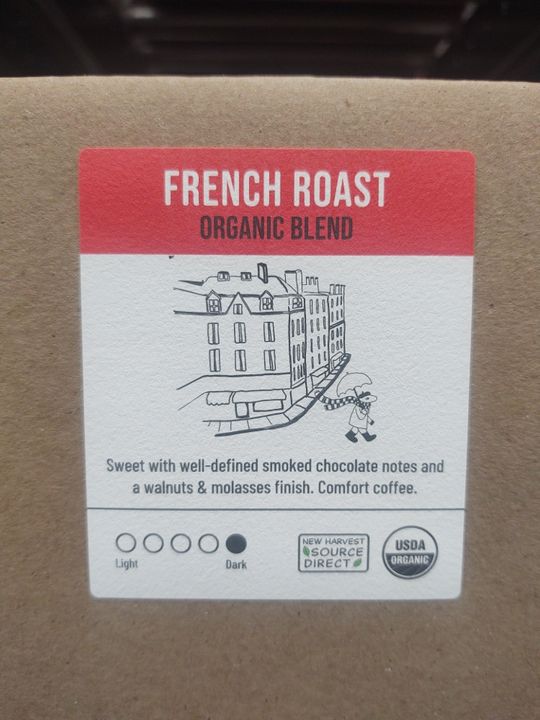 FRENCH ROAST
ORGANIC BLEND
Sweet with well-defined smoked chocolate notes and
a walnuts & molasses finish. Comfort coffee.
Light
Dark
NEW HARVEST
SOURCE
DIRECT
USDA
ORGANIC